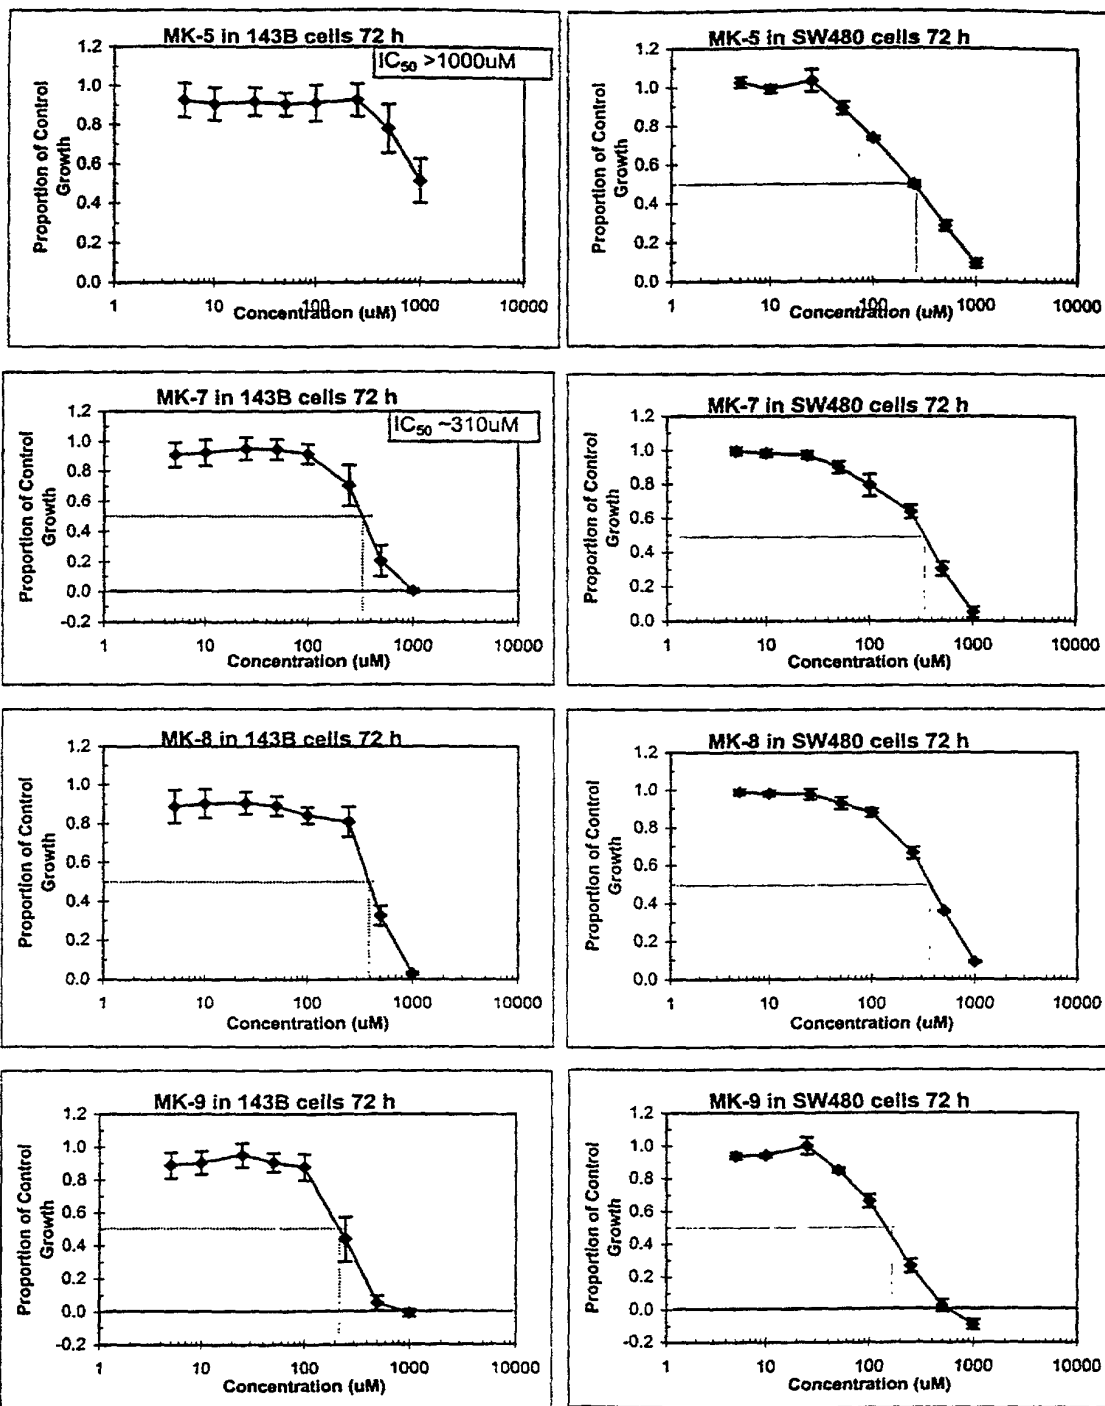 MK-5 in 143B cells 72 h
IC50 >1000uM
1.2
1.0
0.8
0.6
0.4
0.2
0.0
Proportion of Control
Growth
1 10 100 1000 10000
Concentration (uM)
MK-5 in SW480 cells 72 h
1.2
1.0
0.8
0.6
0.4
0.2
0.0
Proportion of Control
Growth
1 10 100 1000 10000
Concentration (uM)
MK-7 in 143B cells 72 h
IC50 ~310uM
1.2
1.0
0.8
0.6
0.4
0.2
0.0
-0.2
Proportion of Control
Growth
1 10 100 1000 10000
Concentration (uM)
MK-7 in SW480 cells 72 h
1.2
1.0
0.8
0.6
0.4
0.2
0.0
Proportion of Control
Growth
1 10 100 1000 10000
Concentration (uM)
MK-8 in 143B cells 72 h
1.2
1.0
0.8
0.6
0.4
0.2
0.0
Proportion of Control
Growth
1 10 100 1000 10000
Concentration (uM)
MK-8 in SW480 cells 72 h
1.2
1.0
0.8
0.6
0.4
0.2
0.0
Proportion of Control
Growth
1 10 100 1000 10000
Concentration (uM)
MK-9 in 143B cells 72 h
1.2
1.0
0.8
0.6
0.4
0.2
0.0
-0.2
Proportion of Control
Growth
1 10 100 1000 10000
Concentration (uM)
MK-9 in SW480 cells 72 h
1.2
1.0
0.8
0.6
0.4
0.2
0.0
-0.2
Proportion of Control
Growth
1 10 100 1000 10000
Concentration (uM)